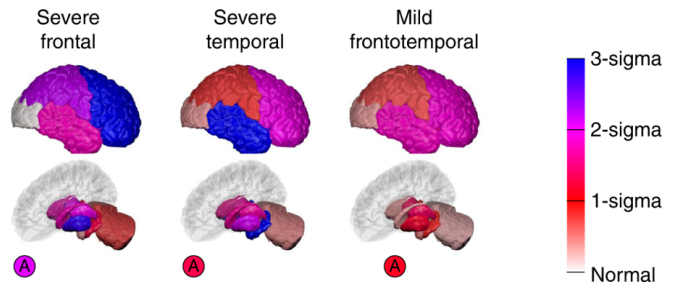 Severe
frontal
Severe
temporal
Mild
frontotemporal
3-sigma
2-sigma
1-sigma
Normal
A
A
A